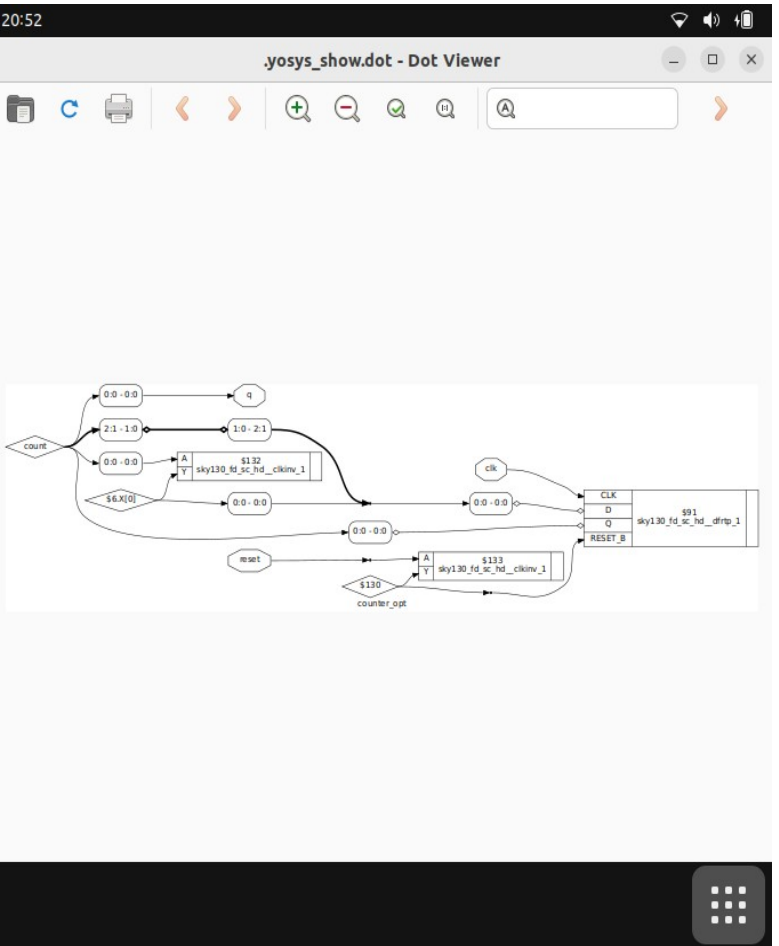 20:52
.yosys_show.dot - Dot Viewer
0:0 - 0:0
q
2:1 - 1:0
1:0 - 2:1
count
0:0 - 0:0
A
Y
$132
sky130_fd_sc_hd__clkinv_1
clk
$6.X[0]
0:0 - 0:0
0:0 - 0:0
CLK
D
Q
RESET_B
$91
sky130_fd_sc_hd__dfrtp_1
0:0 - 0:0
reset
A
Y
$133
sky130_fd_sc_hd__clkinv_1
$130
counter_opt